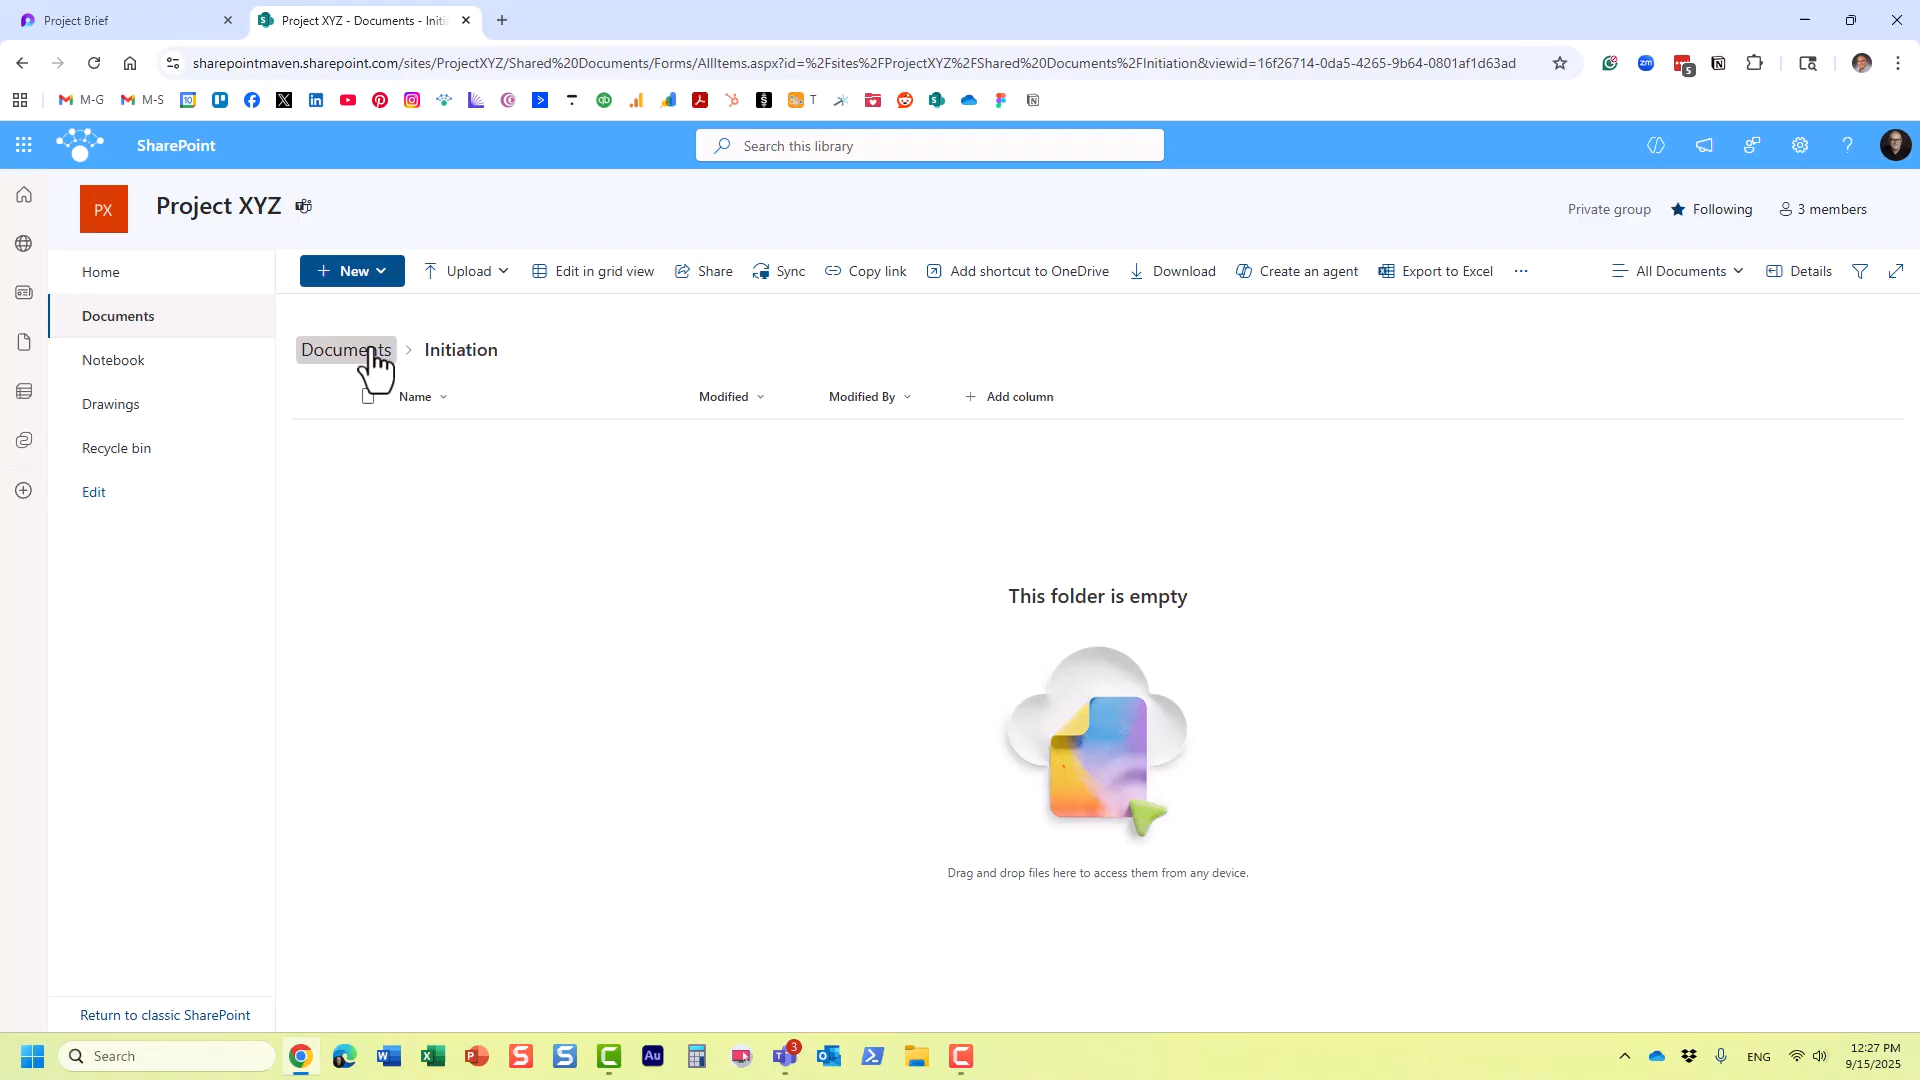 Project Brief
Project XYZ - Documents - Initia
sharepointmaven.sharepoint.com/sites/ProjectXYZ/Shared%20Documents/Forms/AllItems.aspx?id=%2Fsites%2FProjectXYZ%2FShared%20Documents%2FInitiation&viewid=16f26714-0da5-4265-9b64-0801af1d63ad
M-G
M-S
T
SharePoint
Search this library
PX
Project XYZ
Private group
Following
3 members
Home
Documents
Notebook
Drawings
Recycle bin
Edit
New
Upload
Edit in grid view
Share
Sync
Copy link
Add shortcut to OneDrive
Download
Create an agent
Export to Excel
All Documents
Details
Documents > Initiation
Name
Modified
Modified By
Add column
This folder is empty
Drag and drop files here to access them from any device.
Return to classic SharePoint
Search
ENG
12:27 PM
9/15/2025